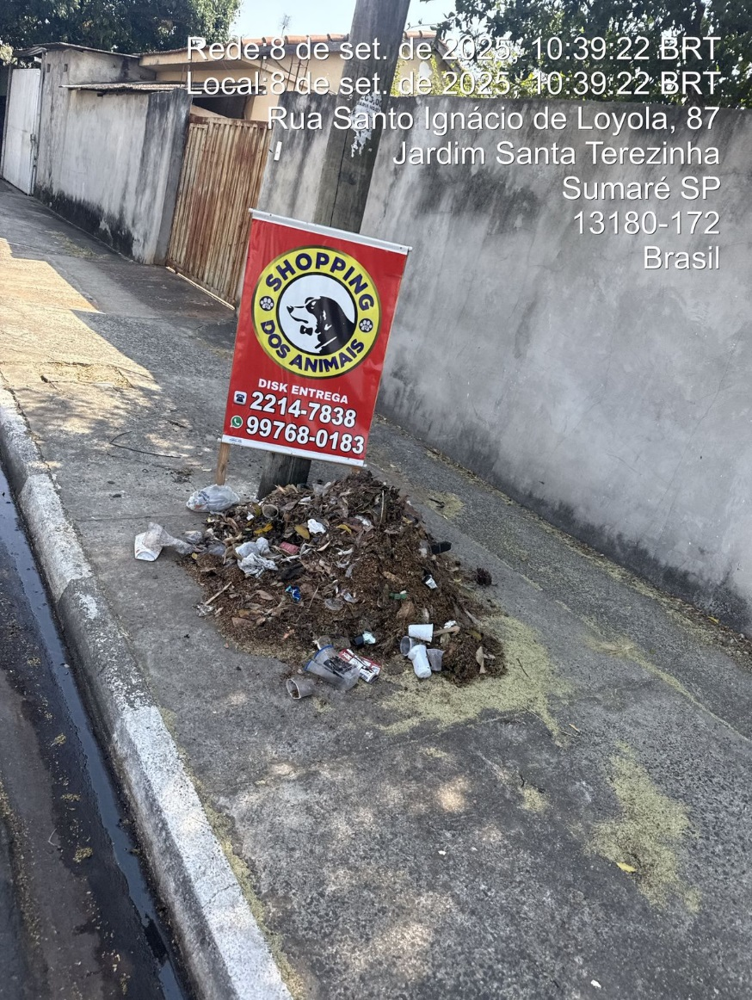 Rede:8 de set. de 2025, 10:39:22 BRT
Local:8 de set. de 2025, 10:39:22 BRT
Rua Santo Ignácio de Loyola, 87
Jardim Santa Terezinha
Sumaré SP
13180-172
Brasil
SHOPPING
DOS ANIMAIS
DISK ENTREGA
2214-7838
99768-0183